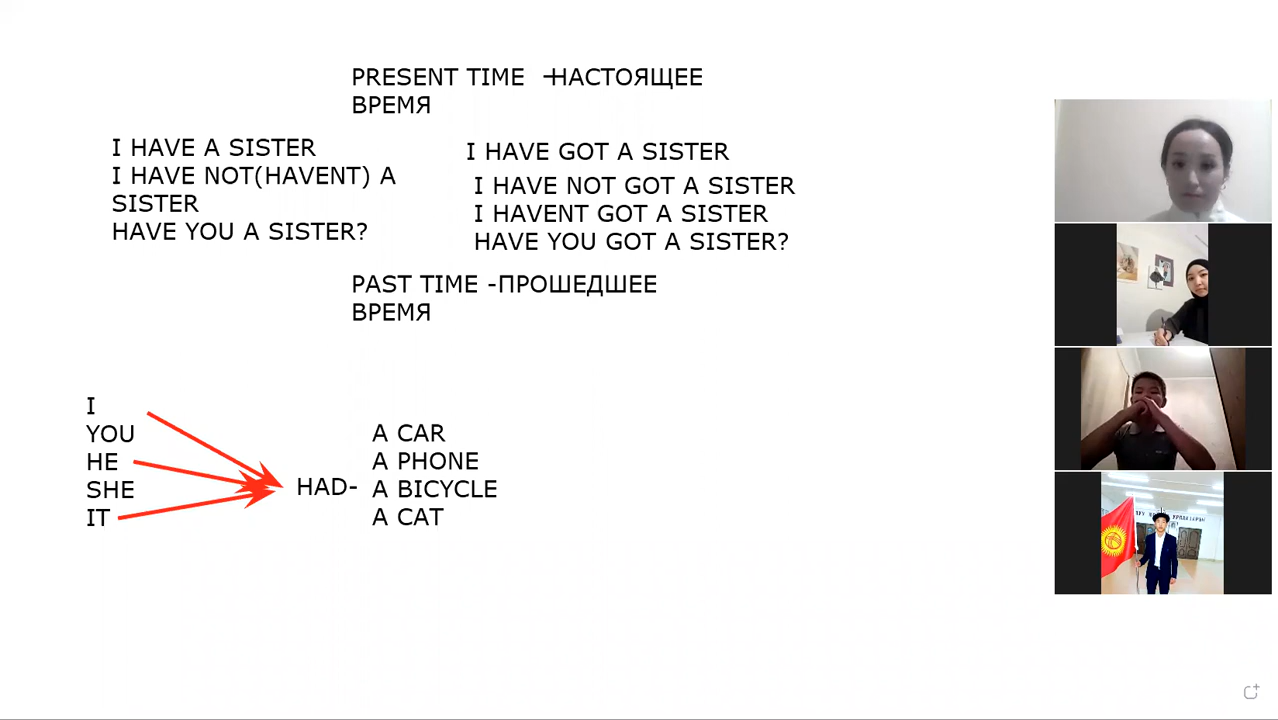 PRESENT TIME -НАСТОЯЩЕЕ
ВРЕМЯ
I HAVE A SISTER
I HAVE NOT(HAVENT) A
SISTER
HAVE YOU A SISTER?
I HAVE GOT A SISTER
I HAVE NOT GOT A SISTER
I HAVENT GOT A SISTER
HAVE YOU GOT A SISTER?
PAST TIME -ПРОШЕДШЕЕ
ВРЕМЯ
I
YOU
HE
SHE
IT
HAD-
A CAR
A PHONE
A BICYCLE
A CAT